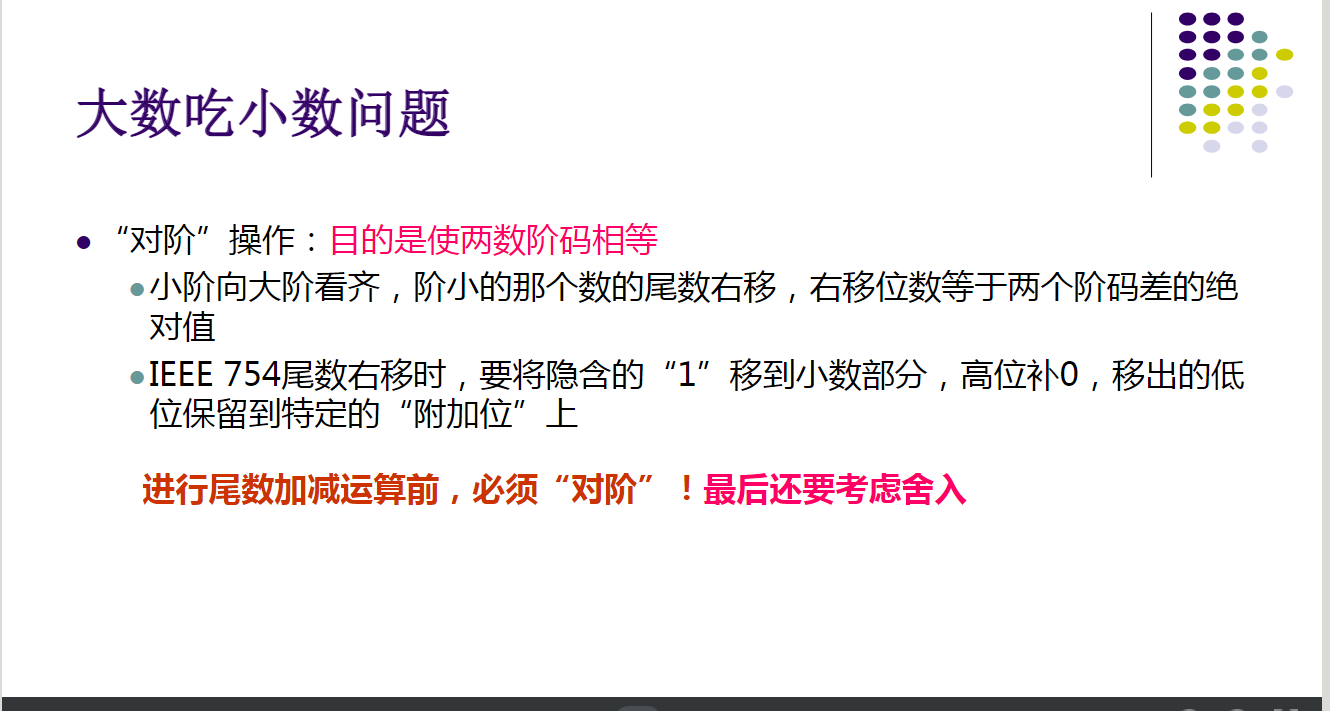 大数吃小数问题
“对阶”操作：目的是使两数阶码相等
小阶向大阶看齐，阶小的那个数的尾数右移，右移位数等于两个阶码差的绝
对值
IEEE 754尾数右移时，要将隐含的“1”移到小数部分，高位补0，移出的低
位保留到特定的“附加位”上
进行尾数加减运算前，必须“对阶”！最后还要考虑舍入